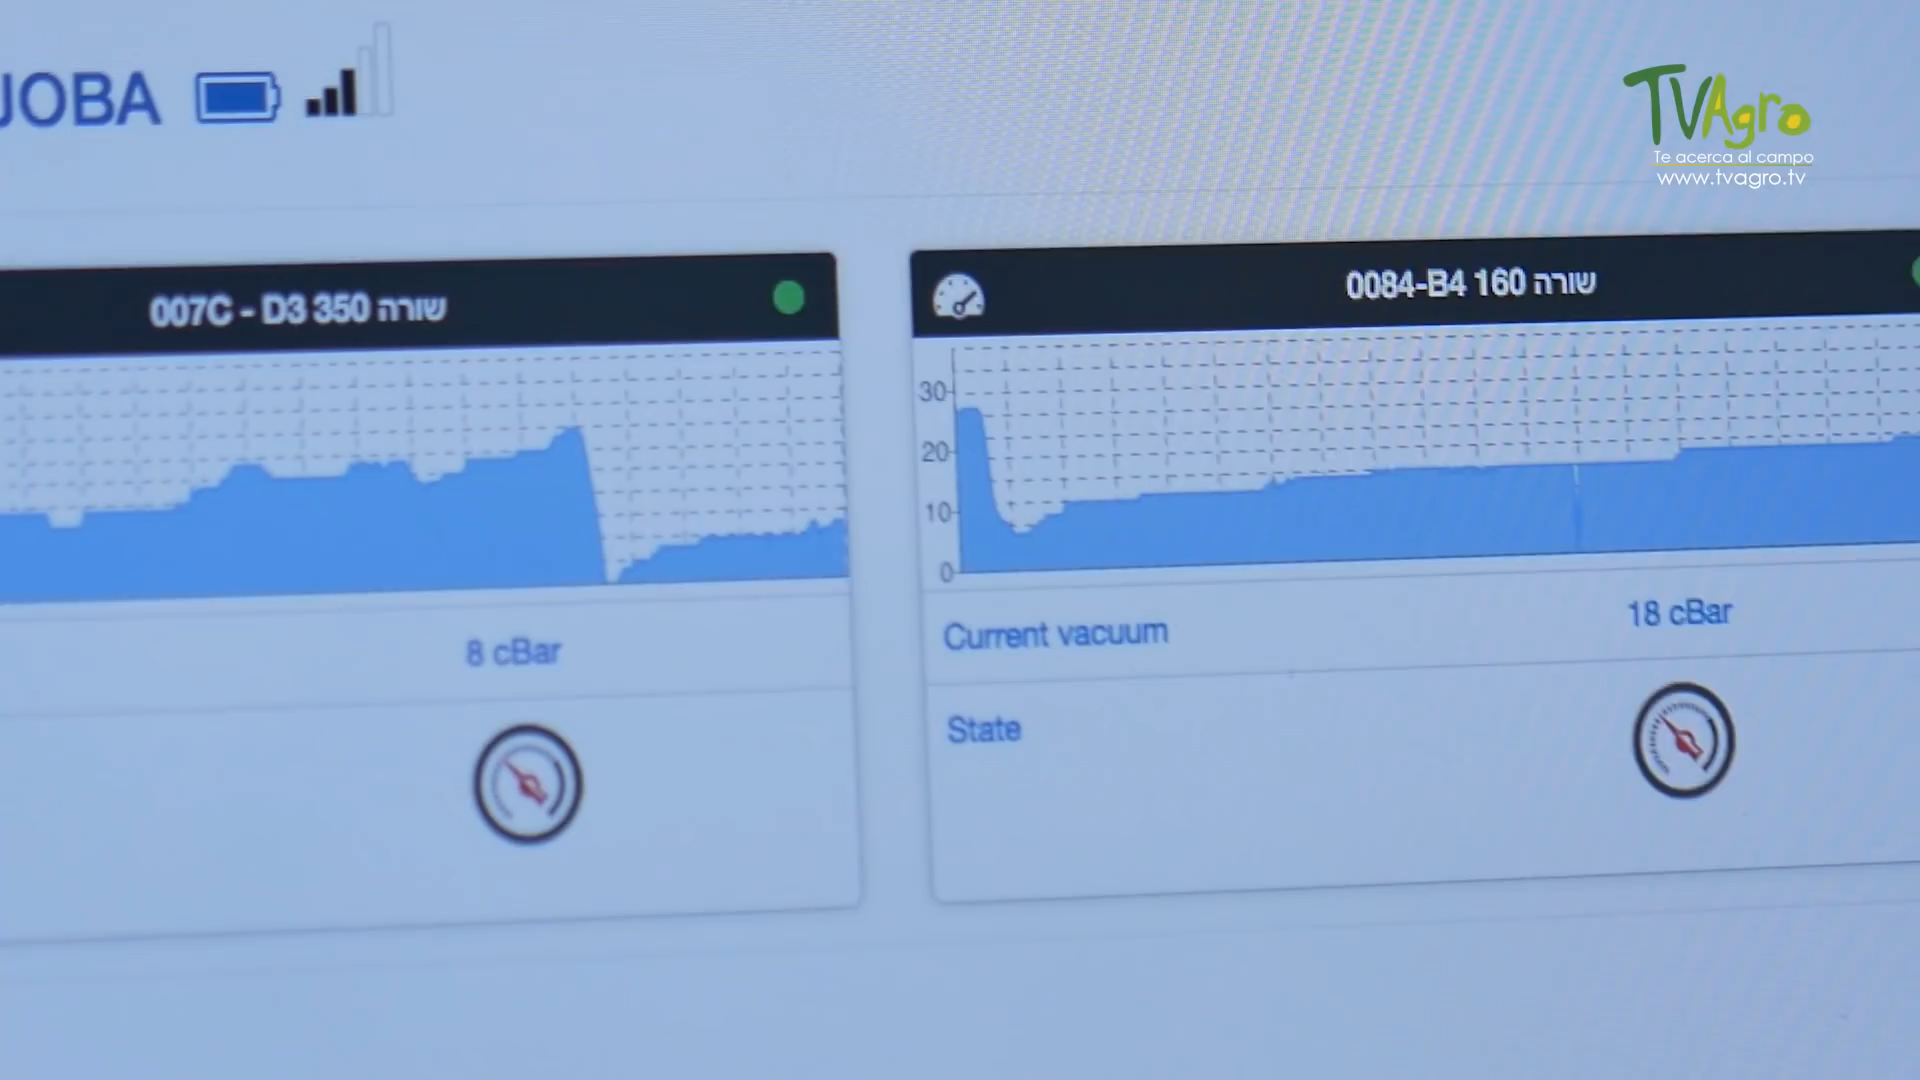 JOBA
TVAgro
Te acerca al campo
www.tvagro.tv
007C - D3 350 שורה
0084-B4 160 שורה
30
20
10
0
8 cBar
Current vacuum
18 cBar
State